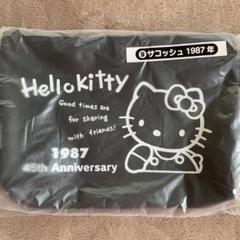 ⑨サコッシュ 1987年
Hello Kitty
Good times are
for sharing
with friends!
1987
45th Anniversary